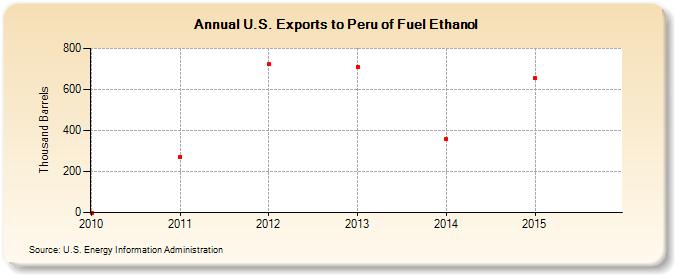 Annual U.S. Exports to Peru of Fuel Ethanol
Thousand Barrels
800
600
400
200
0
2010 2011 2012 2013 2014 2015
Source: U.S. Energy Information Administration